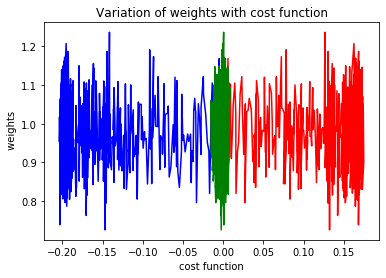 Variation of weights with cost function
1.2
1.1
1.0
0.9
0.8
weights
−0.20 −0.15 −0.10 −0.05 0.00 0.05 0.10 0.15
cost function